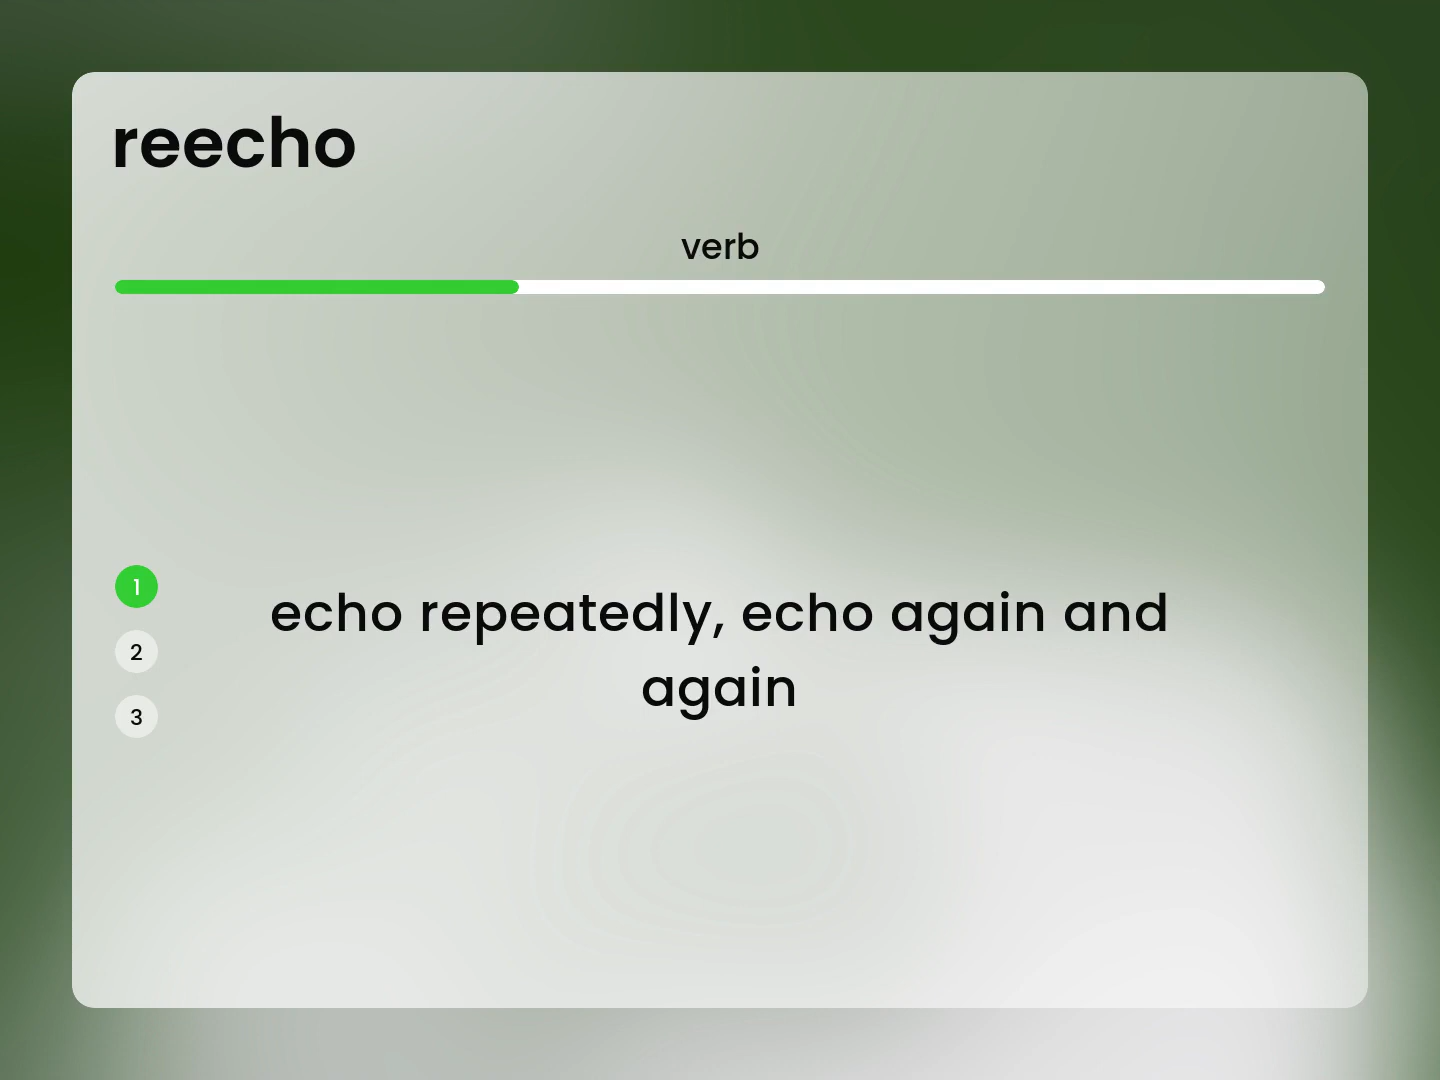 reecho
verb
1
echo repeatedly, echo again and
again
2
3